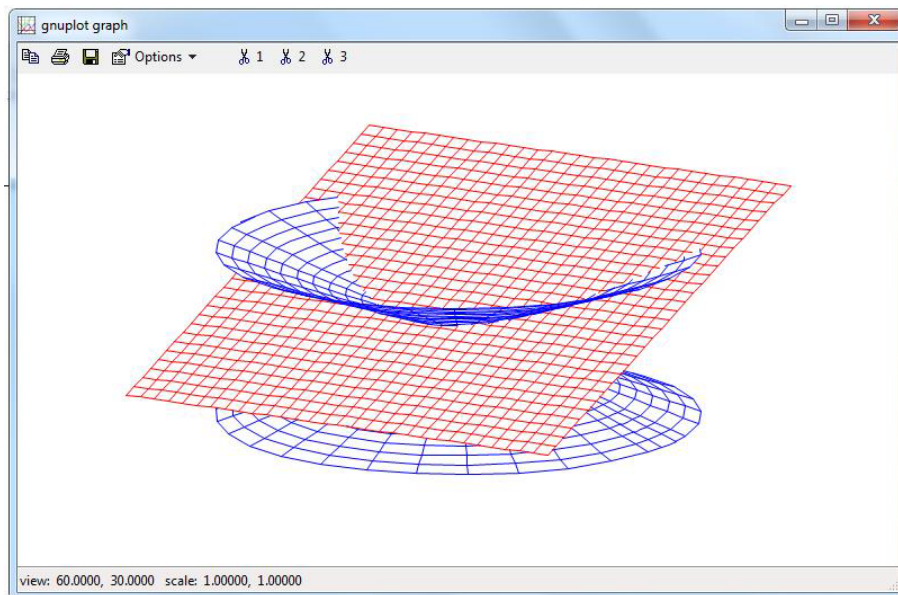 gnuplot graph
Options 1 2 3
view: 60.0000, 30.0000 scale: 1.00000, 1.00000